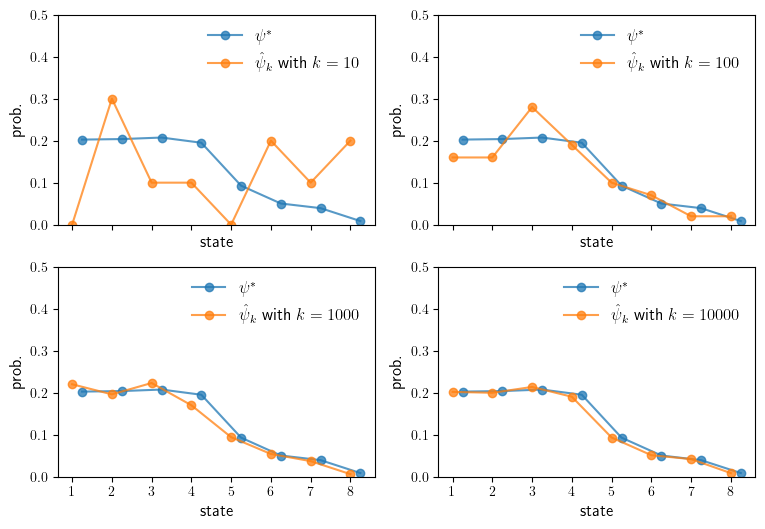 0.5
0.4
0.3
0.2
0.1
0.0
prob.
state
ψ*
ψ̂ₖ with k = 10
0.5
0.4
0.3
0.2
0.1
0.0
prob.
state
ψ*
ψ̂ₖ with k = 100
0.5
0.4
0.3
0.2
0.1
0.0
prob.
1 2 3 4 5 6 7 8
state
ψ*
ψ̂ₖ with k = 1000
0.5
0.4
0.3
0.2
0.1
0.0
prob.
1 2 3 4 5 6 7 8
state
ψ*
ψ̂ₖ with k = 10000